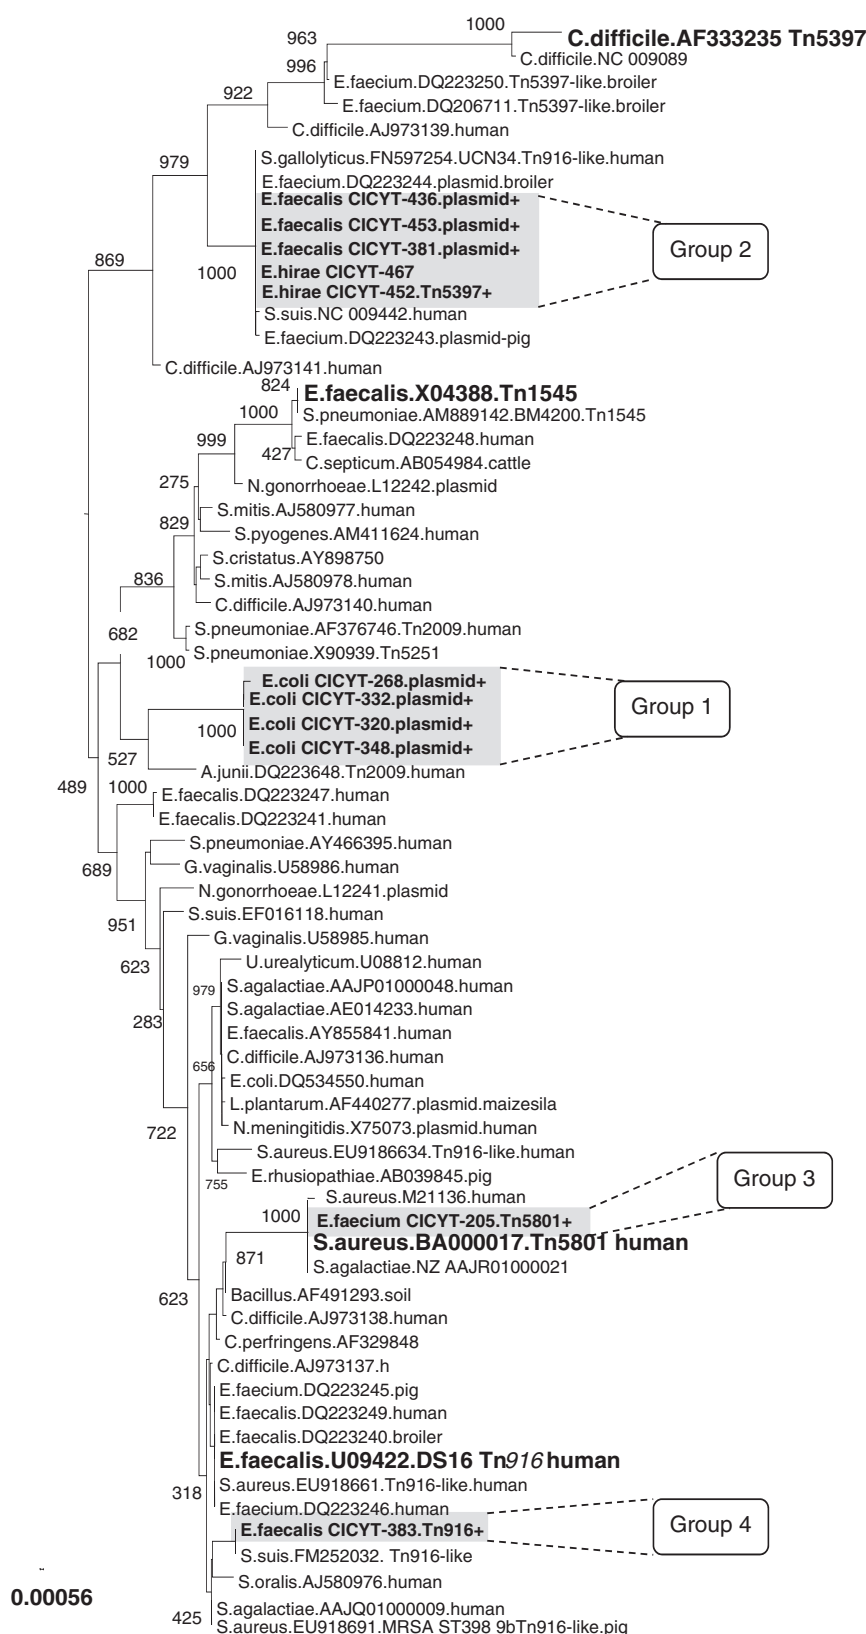 1000
C.difficile.AF333235 Tn5397
963
C.difficile.NC 009089
996
E.faecium.DQ223250.Tn5397-like.broiler
922
E.faecium.DQ206711.Tn5397-like.broiler
C.difficile.AJ973139.human
979
S.gallolyticus.FN597254.UCN34.Tn916-like.human
E.faecium.DQ223244.plasmid.broiler
E.faecalis CICYT-436.plasmid+
E.faecalis CICYT-453.plasmid+
E.faecalis CICYT-381.plasmid+
Group 2
869
1000
E.hirae CICYT-467
E.hirae CICYT-452.Tn5397+
S.suis.NC 009442.human
E.faecium.DQ223243.plasmid-pig
C.difficile.AJ973141.human
824
E.faecalis.X04388.Tn1545
1000
S.pneumoniae.AM889142.BM4200.Tn1545
999
E.faecalis.DQ223248.human
427
C.septicum.AB054984.cattle
275
N.gonorrhoeae.L12242.plasmid
S.mitis.AJ580977.human
829
S.pyogenes.AM411624.human
S.cristatus.AY898750
836
S.mitis.AJ580978.human
C.difficile.AJ973140.human
682
S.pneumoniae.AF376746.Tn2009.human
1000
S.pneumoniae.X90939.Tn5251
E.coli CICYT-268.plasmid+
E.coli CICYT-332.plasmid+
Group 1
1000
E.coli CICYT-320.plasmid+
E.coli CICYT-348.plasmid+
527
A.junii.DQ223648.Tn2009.human
489
1000
E.faecalis.DQ223247.human
E.faecalis.DQ223241.human
S.pneumoniae.AY466395.human
689
G.vaginalis.U58986.human
N.gonorrhoeae.L12241.plasmid
951
S.suis.EF016118.human
G.vaginalis.U58985.human
623
U.urealyticum.U08812.human
979
S.agalactiae.AAJP01000048.human
S.agalactiae.AE014233.human
283
E.faecalis.AY855841.human
C.difficile.AJ973136.human
656
E.coli.DQ534550.human
L.plantarum.AF440277.plasmid.maizesila
722
N.meningitidis.X75073.plasmid.human
S.aureus.EU9186634.Tn916-like.human
E.rhusiopathiae.AB039845.pig
755
Group 3
S.aureus.M21136.human
1000
E.faecium CICYT-205.Tn5801+
S.aureus.BA000017.Tn5801 human
871
S.agalactiae.NZ AAJR01000021
623
Bacillus.AF491293.soil
C.difficile.AJ973138.human
C.perfringens.AF329848
C.difficile.AJ973137.h
E.faecium.DQ223245.pig
E.faecalis.DQ223249.human
E.faecalis.DQ223240.broiler
E.faecalis.U09422.DS16 Tn916 human
S.aureus.EU918661.Tn916-like.human
318
E.faecium.DQ223246.human
E.faecalis CICYT-383.Tn916+
Group 4
S.suis.FM252032. Tn916-like
S.oralis.AJ580976.human
0.00056
S.agalactiae.AAJQ01000009.human
425
S.aureus.EU918691.MRSA ST398 9bTn916-like.pig